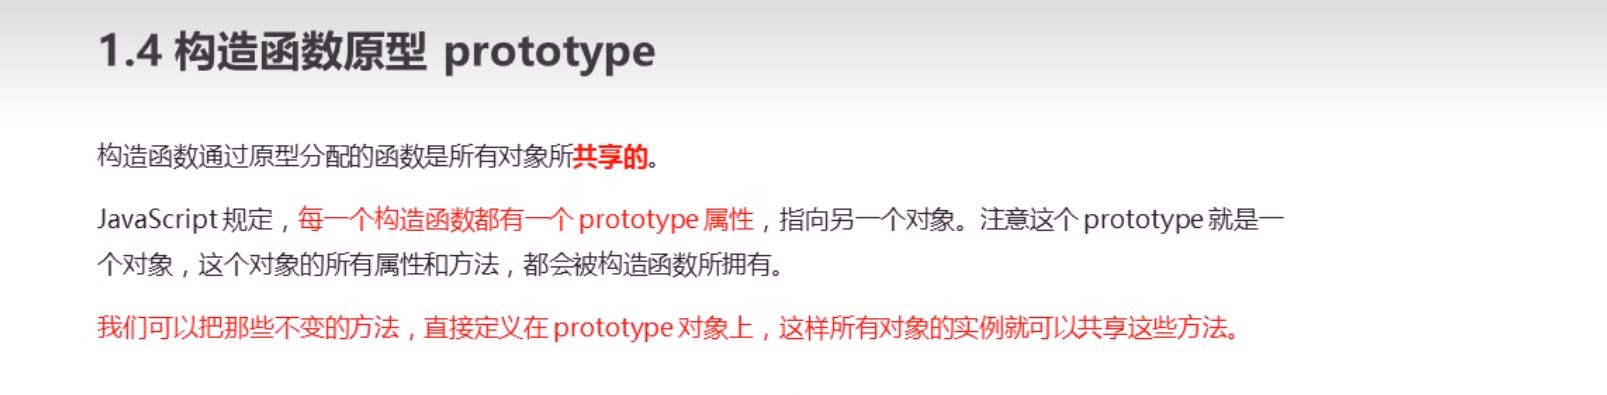 1.4 构造函数原型 prototype
构造函数通过原型分配的函数是所有对象所共享的。
JavaScript 规定，每一个构造函数都有一个 prototype 属性，指向另一个对象。注意这个 prototype 就是一
个对象，这个对象的所有属性和方法，都会被构造函数所拥有。
我们可以把那些不变的方法，直接定义在 prototype 对象上，这样所有对象的实例就可以共享这些方法。